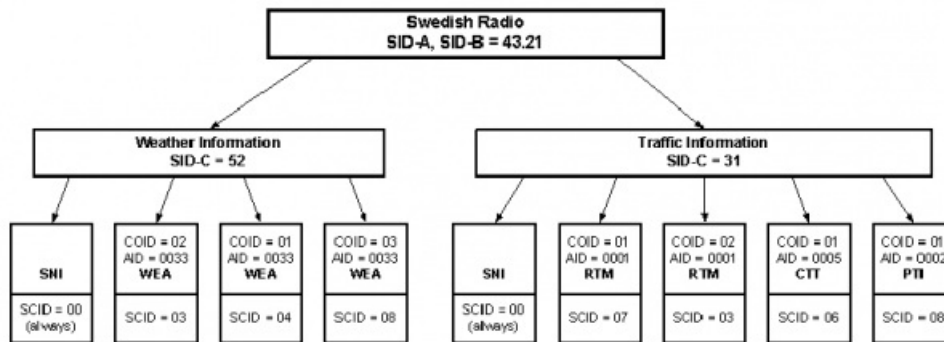 Swedish Radio
SID-A, SID-B = 43.21
Weather Information
SID-C = 52
Traffic Information
SID-C = 31
SNI
SCID = 00
(always)
COID = 02
AID = 0033
WEA
SCID = 03
COID = 01
AID = 0033
WEA
SCID = 04
COID = 03
AID = 0033
WEA
SCID = 08
SNI
SCID = 00
(always)
COID = 01
AID = 0001
RTM
SCID = 07
COID = 02
AID = 0001
RTM
SCID = 03
COID = 01
AID = 0005
CTT
SCID = 06
COID = 01
AID = 0002
PTI
SCID = 08